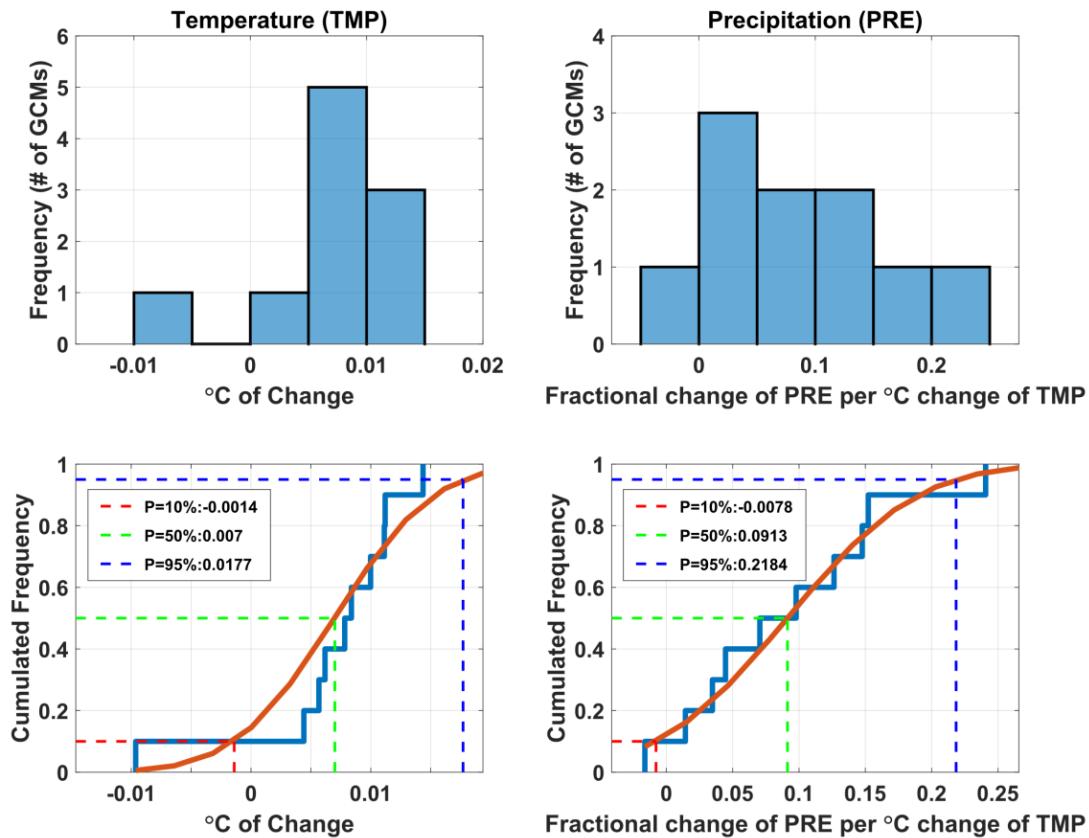 Temperature (TMP)
Frequency (# of GCMs)
6
5
4
3
2
1
0
-0.01
0
0.01
0.02
°C of Change
Precipitation (PRE)
Frequency (# of GCMs)
4
3
2
1
0
0
0.1
0.2
Fractional change of PRE per °C change of TMP
Cumulated Frequency
1
0.8
0.6
0.4
0.2
0
P=10%:-0.0014
P=50%:0.007
P=95%:0.0177
-0.01
0
0.01
°C of Change
Cumulated Frequency
1
0.8
0.6
0.4
0.2
0
P=10%:-0.0078
P=50%:0.0913
P=95%:0.2184
0
0.05
0.1
0.15
0.2
0.25
Fractional change of PRE per °C change of TMP